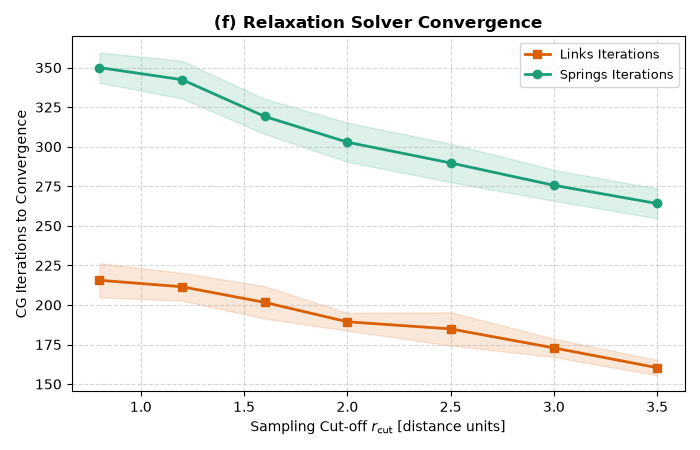 (f) Relaxation Solver Convergence
Links Iterations
Springs Iterations
CG Iterations to Convergence
350
325
300
275
250
225
200
175
150
1.0 1.5 2.0 2.5 3.0 3.5
Sampling Cut-off r_cut [distance units]